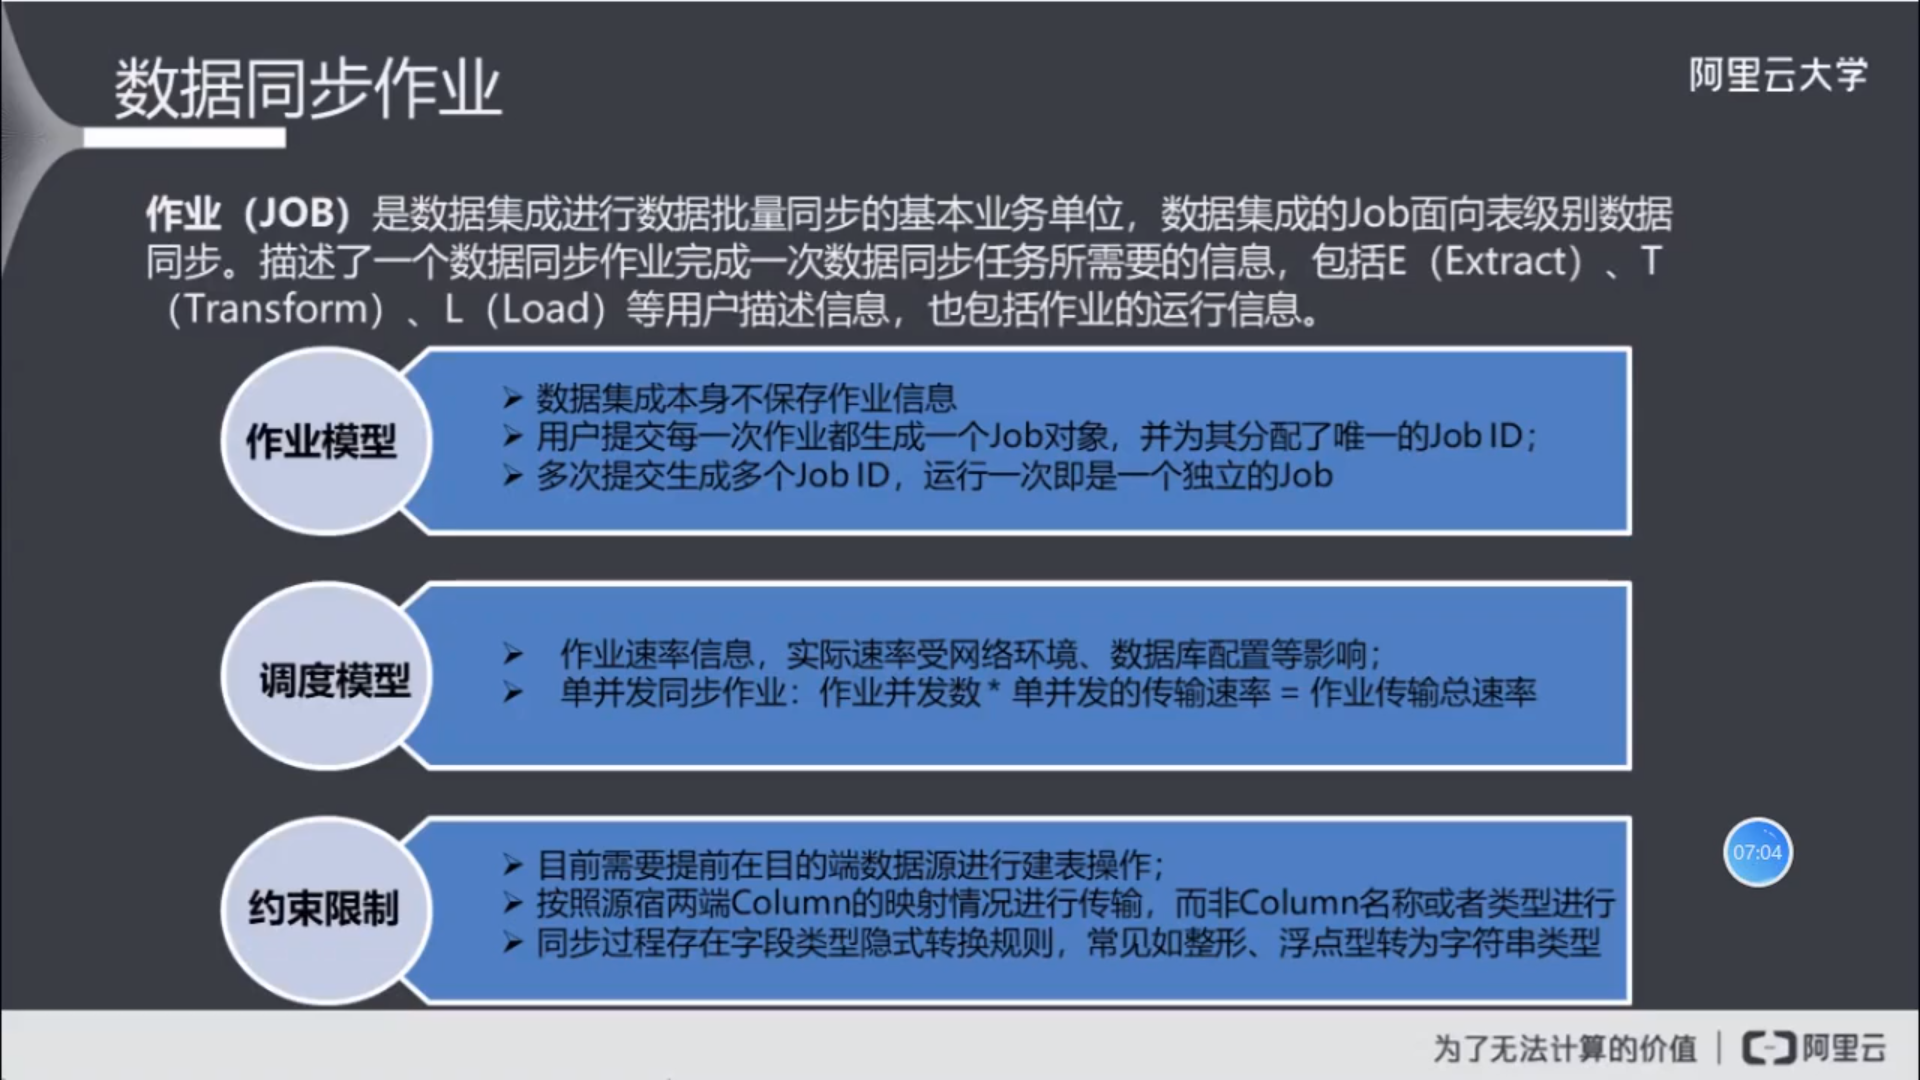 数据同步作业
阿里云大学
作业（JOB）是数据集成进行数据批量同步的基本业务单位，数据集成的Job面向表级别数据
同步。描述了一个数据同步作业完成一次数据同步任务所需要的信息，包括E（Extract）、T
（Transform）、L（Load）等用户描述信息，也包括作业的运行信息。
作业模型
➢ 数据集成本身不保存作业信息
➢ 用户提交每一次作业都生成一个Job对象，并为其分配了唯一的Job ID；
➢ 多次提交生成多个Job ID，运行一次即是一个独立的Job
调度模型
➢ 作业速率信息，实际速率受网络环境、数据库配置等影响；
➢ 单并发同步作业：作业并发数 * 单并发的传输速率 = 作业传输总速率
约束限制
➢ 目前需要提前在目的端数据源进行建表操作；
➢ 按照源宿两端Column的映射情况进行传输，而非Column名称或者类型进行
➢ 同步过程存在字段类型隐式转换规则，常见如整形、浮点型转为字符串类型
07:04
为了无法计算的价值 | 阿里云